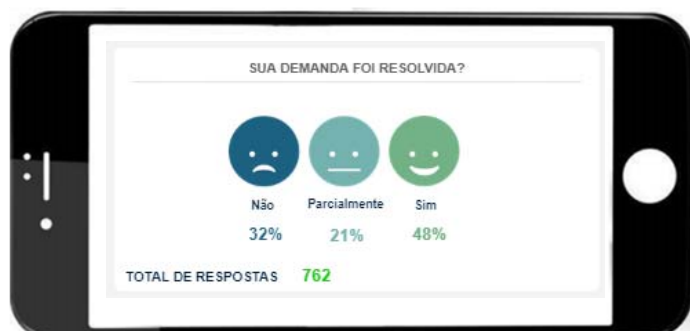 SUA DEMANDA FOI RESOLVIDA?
Não Parcialmente Sim
32% 21% 48%
TOTAL DE RESPOSTAS 762